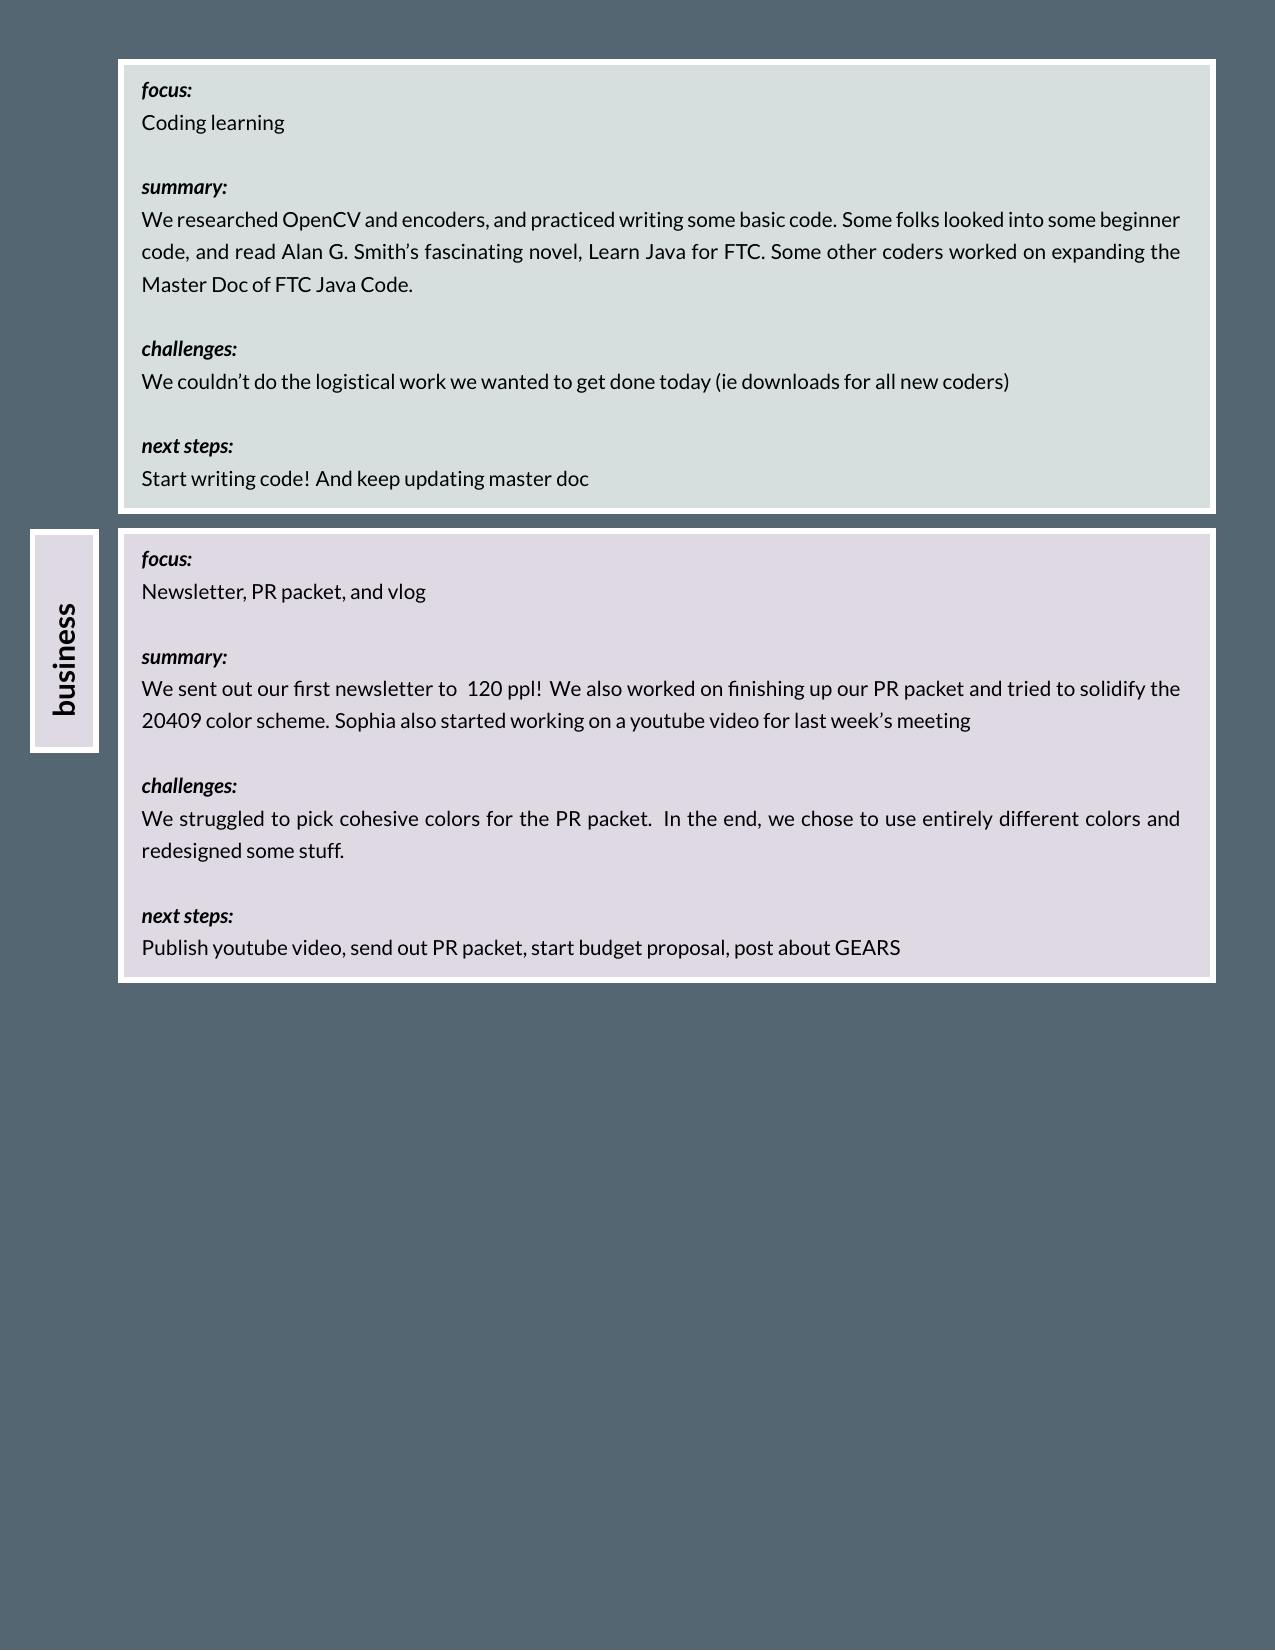 focus:
Coding learning
summary:
We researched OpenCV and encoders, and practiced writing some basic code. Some folks looked into some beginner
code, and read Alan G. Smith’s fascinating novel, Learn Java for FTC. Some other coders worked on expanding the
Master Doc of FTC Java Code.
challenges:
We couldn’t do the logistical work we wanted to get done today (ie downloads for all new coders)
next steps:
Start writing code! And keep updating master doc
business
focus:
Newsletter, PR packet, and vlog
summary:
We sent out our first newsletter to  120 ppl! We also worked on finishing up our PR packet and tried to solidify the
20409 color scheme. Sophia also started working on a youtube video for last week’s meeting
challenges:
We struggled to pick cohesive colors for the PR packet.  In the end, we chose to use entirely different colors and
redesigned some stuff.
next steps:
Publish youtube video, send out PR packet, start budget proposal, post about GEARS